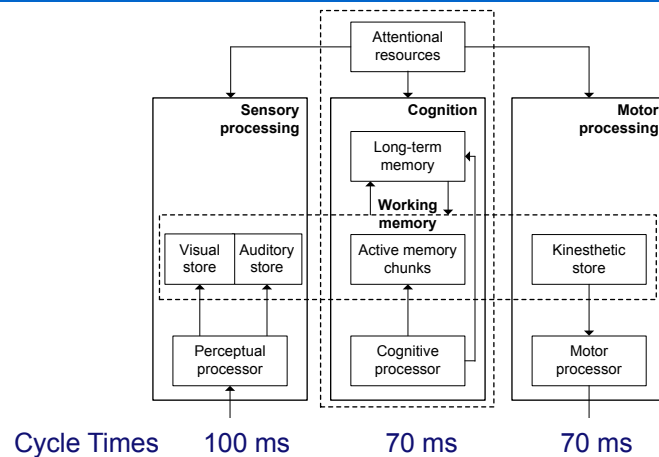 Attentional
resources
Sensory
processing
Cognition
Motor
processing
Long-term
memory
Working
memory
Visual
store
Auditory
store
Active memory
chunks
Kinesthetic
store
Perceptual
processor
Cognitive
processor
Motor
processor
Cycle Times 100 ms 70 ms 70 ms